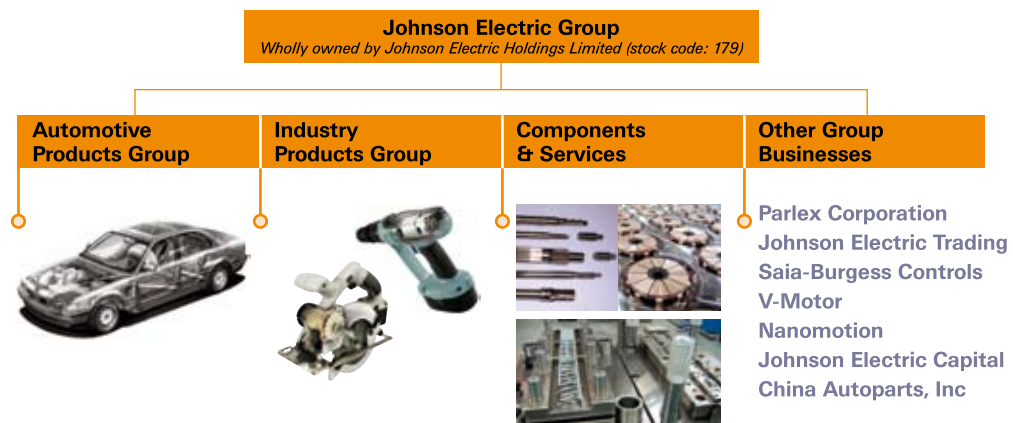 Johnson Electric Group
Wholly owned by Johnson Electric Holdings Limited (stock code: 179)
Automotive
Products Group
Industry
Products Group
Components
& Services
Other Group
Businesses
Parlex Corporation
Johnson Electric Trading
Saia-Burgess Controls
V-Motor
Nanomotion
Johnson Electric Capital
China Autoparts, Inc